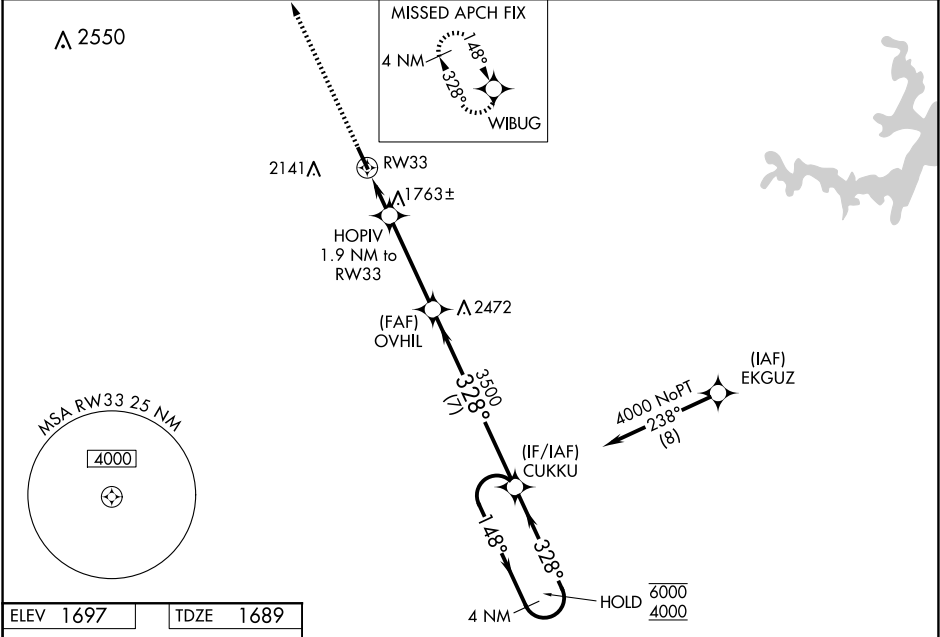 MISSED APCH FIX
2550
4 NM
148°
328°
WIBUG
2141
RW33
1763±
HOPIV
1.9 NM to
RW33
2472
(FAF)
OVHIL
3500
328°
(7)
(IAF)
EKGUZ
4000 NoPT
238°
(8)
MSA RW33 25 NM
4000
(IF/IAF)
CUKKU
148°
328°
4 NM
HOLD
6000
4000
ELEV 1697
TDZE 1689